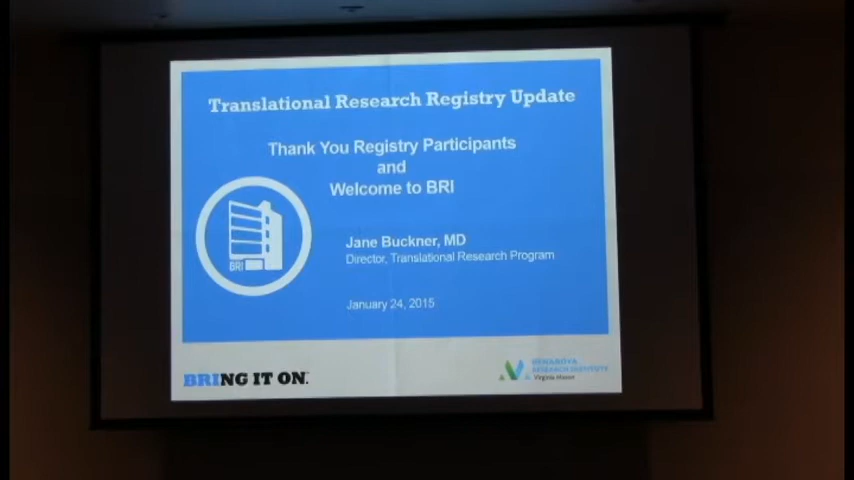 Translational Research Registry Update
Thank You Registry Participants
and
Welcome to BRI
BRI
Jane Buckner, MD
Director, Translational Research Program
January 24, 2015
BRING IT ON™
BENAROYA
RESEARCH INSTITUTE
Virginia Mason